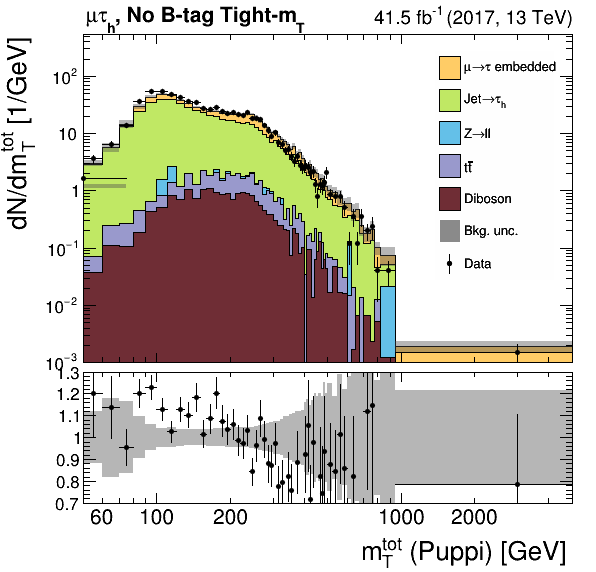 μτh, No B-tag Tight-mT
41.5 fb⁻¹ (2017, 13 TeV)
dN/dmTtot [1/GeV]
10²
10
1
10⁻¹
10⁻²
10⁻³
μ→τ embedded
Jet→τh
Z→ll
tt̄
Diboson
Bkg. unc.
Data
1.3
1.2
1.1
1
0.9
0.8
0.7
60 100 200 1000 2000
mTtot (Puppi) [GeV]